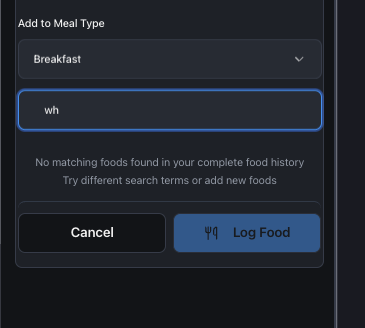 Add to Meal Type
Breakfast
wh
No matching foods found in your complete food history
Try different search terms or add new foods
Cancel
Log Food